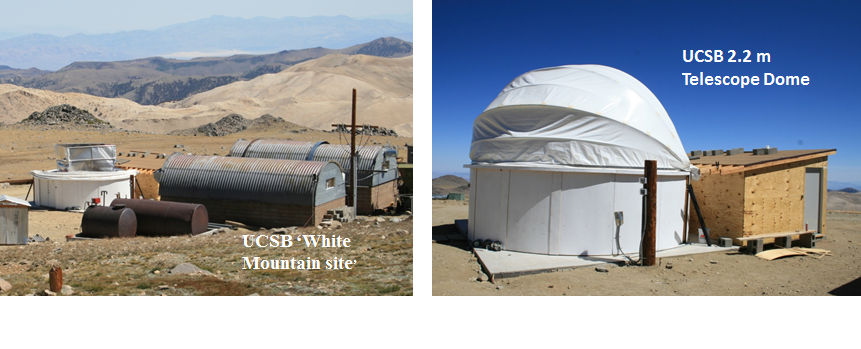 UCSB ‘White
Mountain site’
UCSB 2.2 m
Telescope Dome